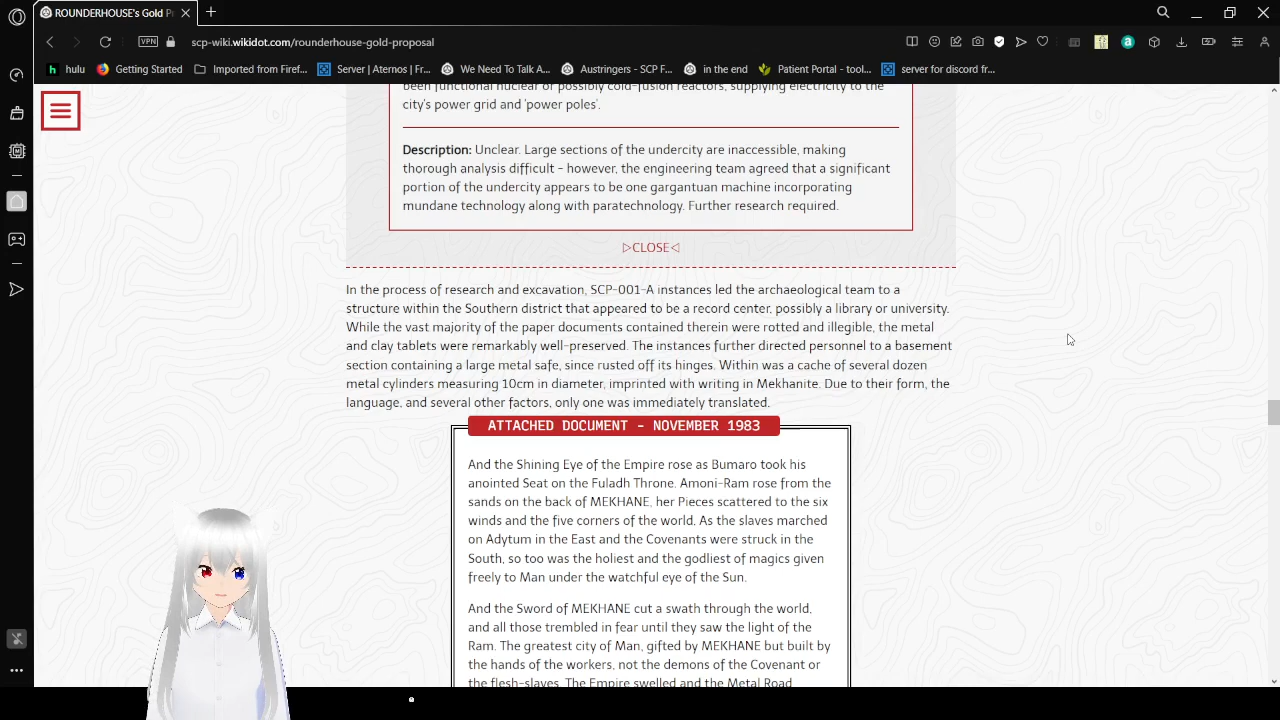 ROUNDERHOUSE's Gold P
VPN
scp-wiki.wikidot.com/rounderhouse-gold-proposal
hulu
Getting Started
Imported from Firef...
Server | Aternos | Fr...
We Need To Talk A...
Austringers - SCP F...
in the end
Patient Portal - tool...
server for discord fr...
been functional nuclear or possibly cold-fusion reactors, supplying electricity to the
city's power grid and 'power poles'.
Description: Unclear. Large sections of the undercity are inaccessible, making
thorough analysis difficult - however, the engineering team agreed that a significant
portion of the undercity appears to be one gargantuan machine incorporating
mundane technology along with paratechnology. Further research required.
▷CLOSE◁
In the process of research and excavation, SCP-001-A instances led the archaeological team to a
structure within the Southern district that appeared to be a record center, possibly a library or university.
While the vast majority of the paper documents contained therein were rotted and illegible, the metal
and clay tablets were remarkably well-preserved. The instances further directed personnel to a basement
section containing a large metal safe, since rusted off its hinges. Within was a cache of several dozen
metal cylinders measuring 10cm in diameter, imprinted with writing in Mekhanite. Due to their form, the
language, and several other factors, only one was immediately translated.
ATTACHED DOCUMENT - NOVEMBER 1983
And the Shining Eye of the Empire rose as Bumaro took his
anointed Seat on the Fuladh Throne. Amoni-Ram rose from the
sands on the back of MEKHANE, her Pieces scattered to the six
winds and the five corners of the world. As the slaves marched
on Adytum in the East and the Covenants were struck in the
South, so too was the holiest and the godliest of magics given
freely to Man under the watchful eye of the Sun.
And the Sword of MEKHANE cut a swath through the world,
and all those trembled in fear until they saw the light of the
Ram. The greatest city of Man, gifted by MEKHANE but built by
the hands of the workers, not the demons of the Covenant or
the flesh-slaves. The Empire swelled and the Metal Road